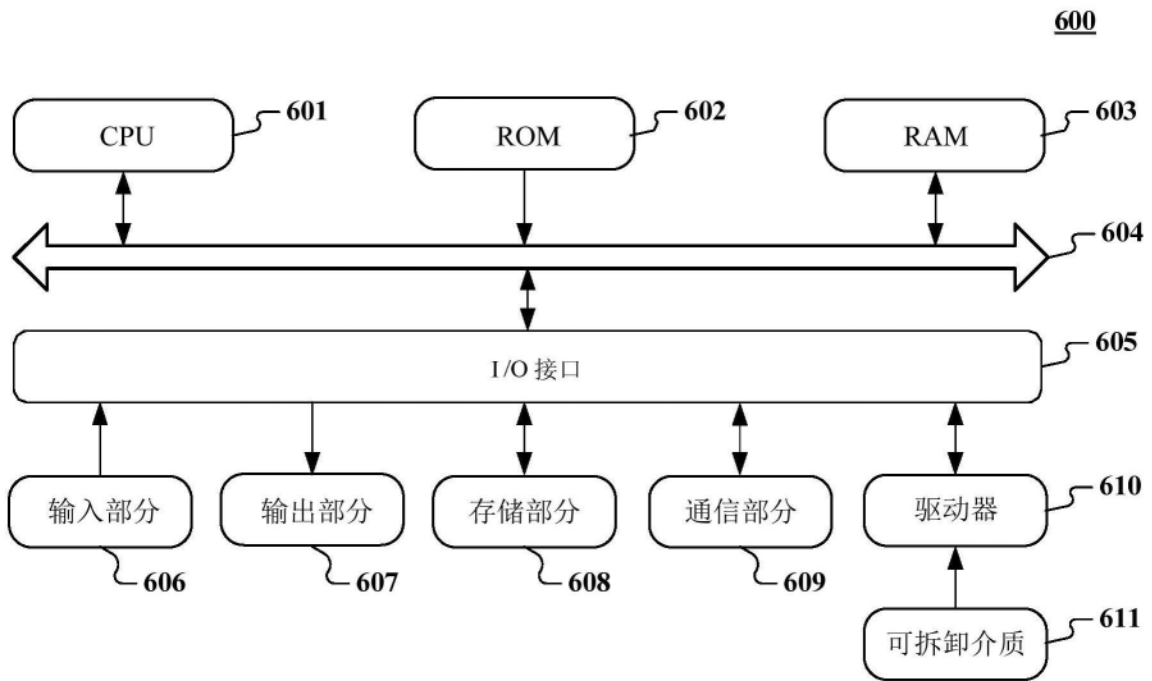 600
CPU 601
ROM 602
RAM 603
604
I/O 接口 605
输入部分 606
输出部分 607
存储部分 608
通信部分 609
驱动器 610
可拆卸介质 611